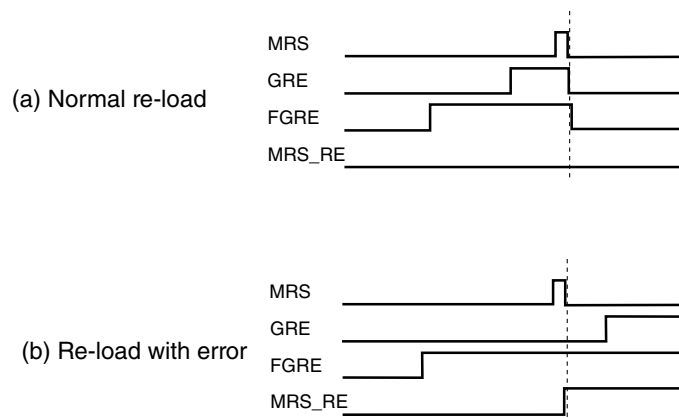 MRS
GRE
(a) Normal re-load
FGRE
MRS_RE
MRS
GRE
(b) Re-load with error
FGRE
MRS_RE